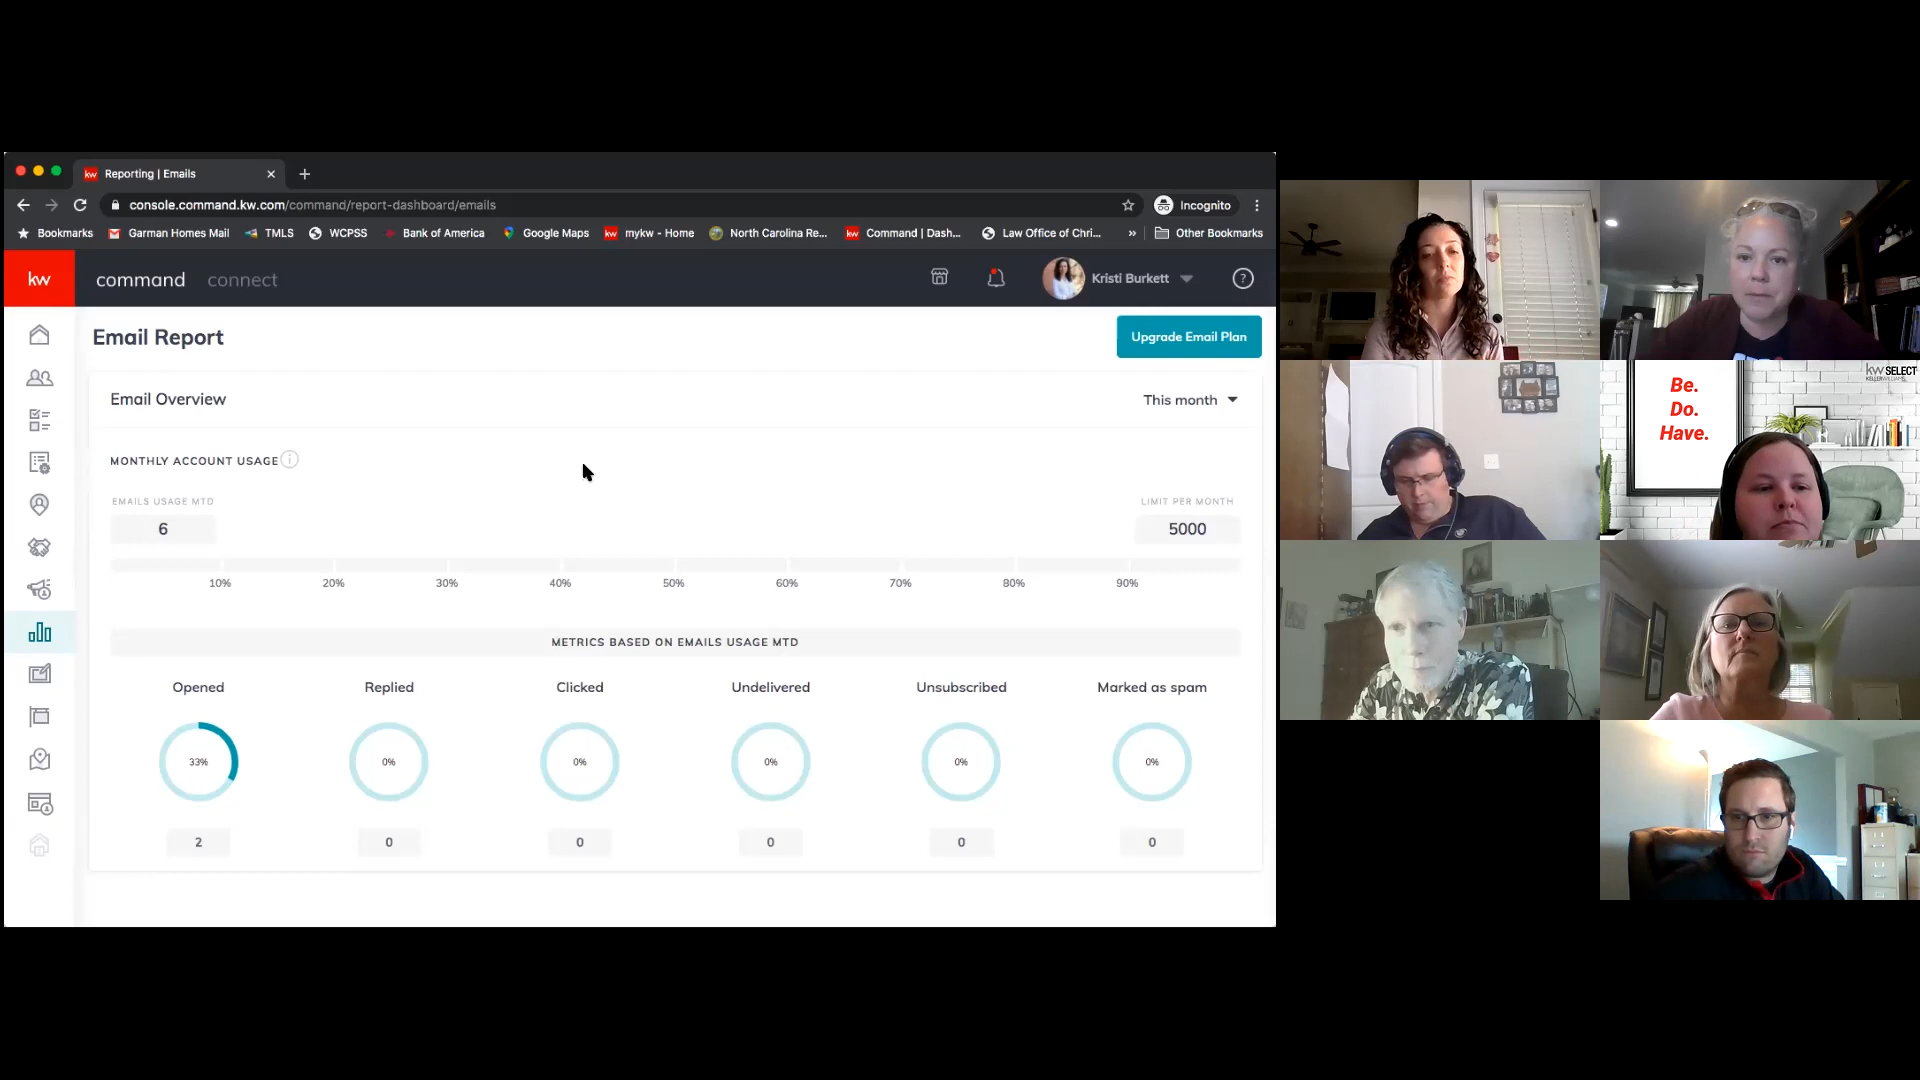 kw Reporting | Emails
console.command.kw.com/command/report-dashboard/emails
Incognito
Bookmarks Garman Homes Mail TMLS WCPSS Bank of America Google Maps kw mykw - Home North Carolina Re... kw Command | Dash... Law Office of Chri... » Other Bookmarks
kw command connect Kristi Burkett ?
Email Report Upgrade Email Plan
Email Overview This month
MONTHLY ACCOUNT USAGE i
EMAILS USAGE MTD LIMIT PER MONTH
6 5000
10% 20% 30% 40% 50% 60% 70% 80% 90%
METRICS BASED ON EMAILS USAGE MTD
Opened Replied Clicked Undelivered Unsubscribed Marked as spam
33% 0% 0% 0% 0% 0%
2 0 0 0 0 0
Be.
Do.
Have.
kw SELECT
KELLERWILLIAMS.